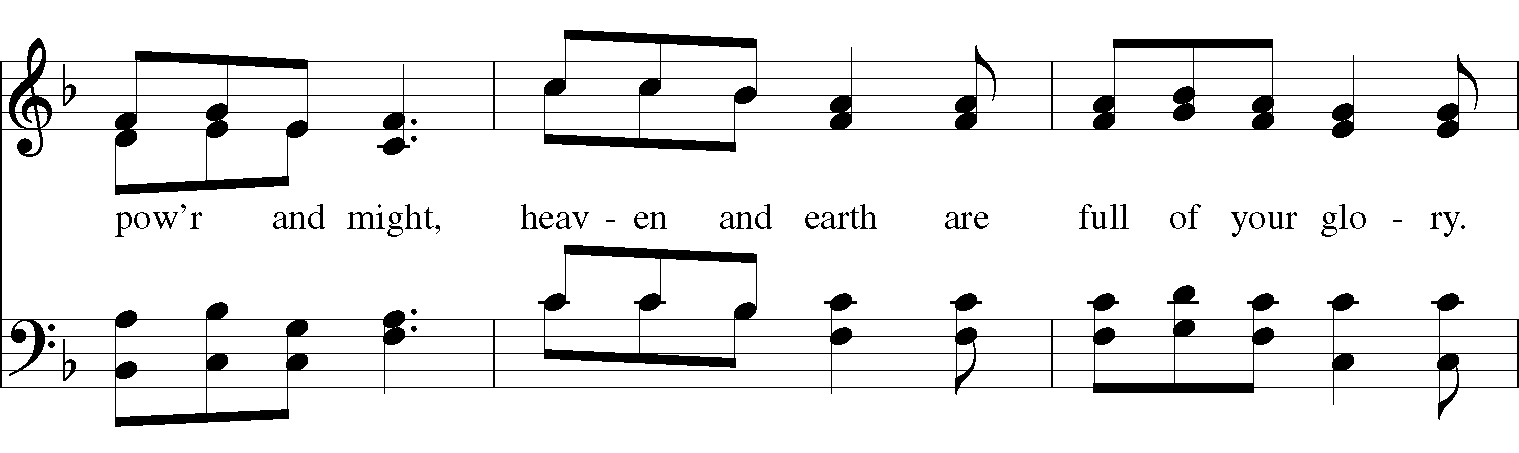 pow’r and might, heav - en and earth are full of your glo - ry.